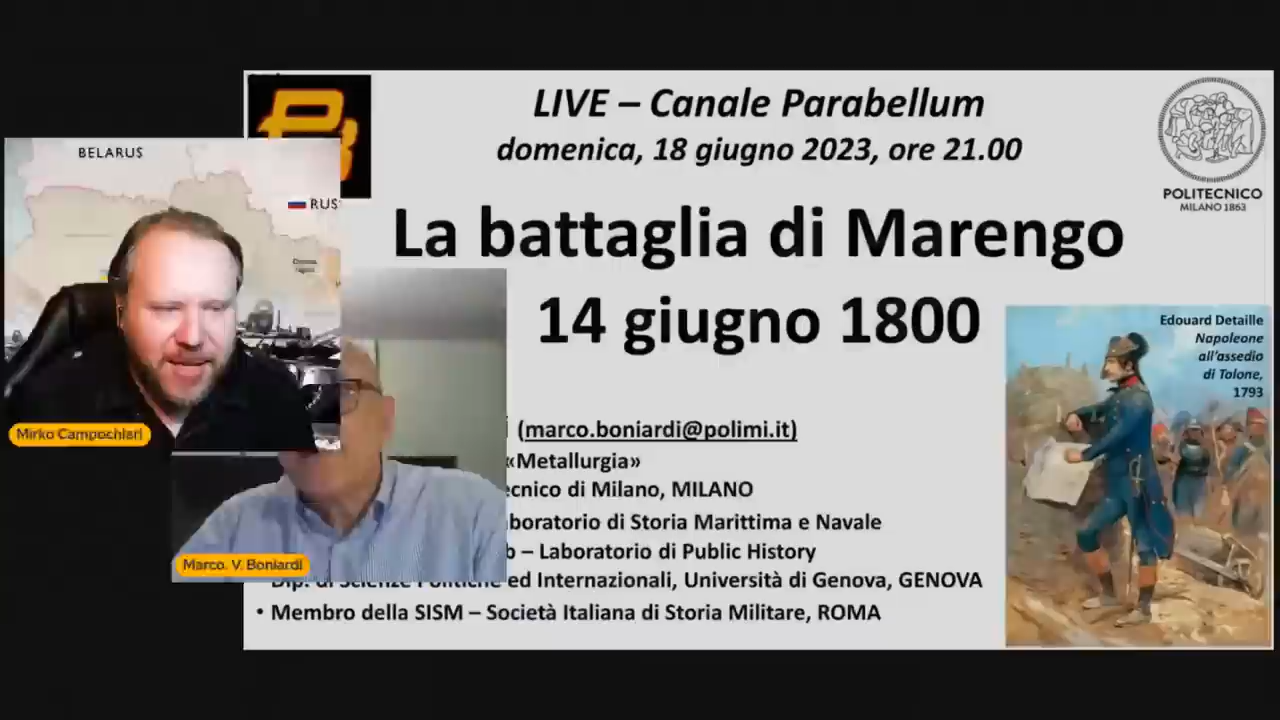 LIVE – Canale Parabellum
domenica, 18 giugno 2023, ore 21.00
POLITECNICO
MILANO 1863
BELARUS
La battaglia di Marengo
14 giugno 1800
Edouard Detaille
Napoleone
all'assedio
di Tolone,
1793
Mirko Campochiari
(marco.boniardi@polimi.it)
«Metallurgia»
di Milano, MILANO
di Storia Marittima e Navale
– Laboratorio di Public History
Marco. V. Boniardi
Dip. di Scienze Politiche ed Internazionali, Università di Genova, GENOVA
• Membro della SISM – Società Italiana di Storia Militare, ROMA